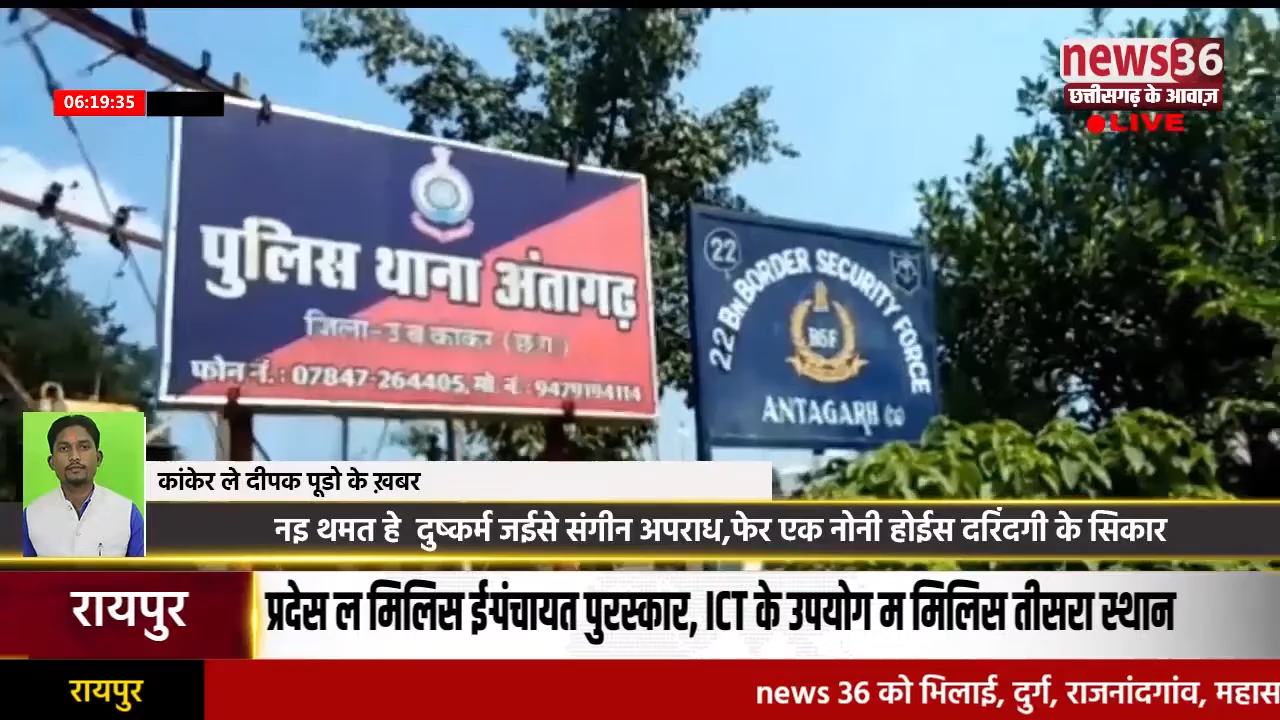 news36
छत्तीसगढ़ के आवाज़
LIVE
06:19:35
पुलिस थाना अंतागढ़
फोन नं.: 07847-264405, मो. नं. : 9479194114
22
22 BN BORDER SECURITY FORCE
BSF
ANTAGARH (CG)
कांकेर ले दीपक पूडो के ख़बर
नइ थमत हे दुष्कर्म जईसे संगीन अपराध,फेर एक नोनी होईस दरिंदगी के सिकार
रायपुर
प्रदेस ल मिलिस ई-पंचायत पुरस्कार, ICT के उपयोग म मिलिस तीसरा स्थान
रायपुर
news 36 को भिलाई, दुर्ग, राजनांदगांव, महास